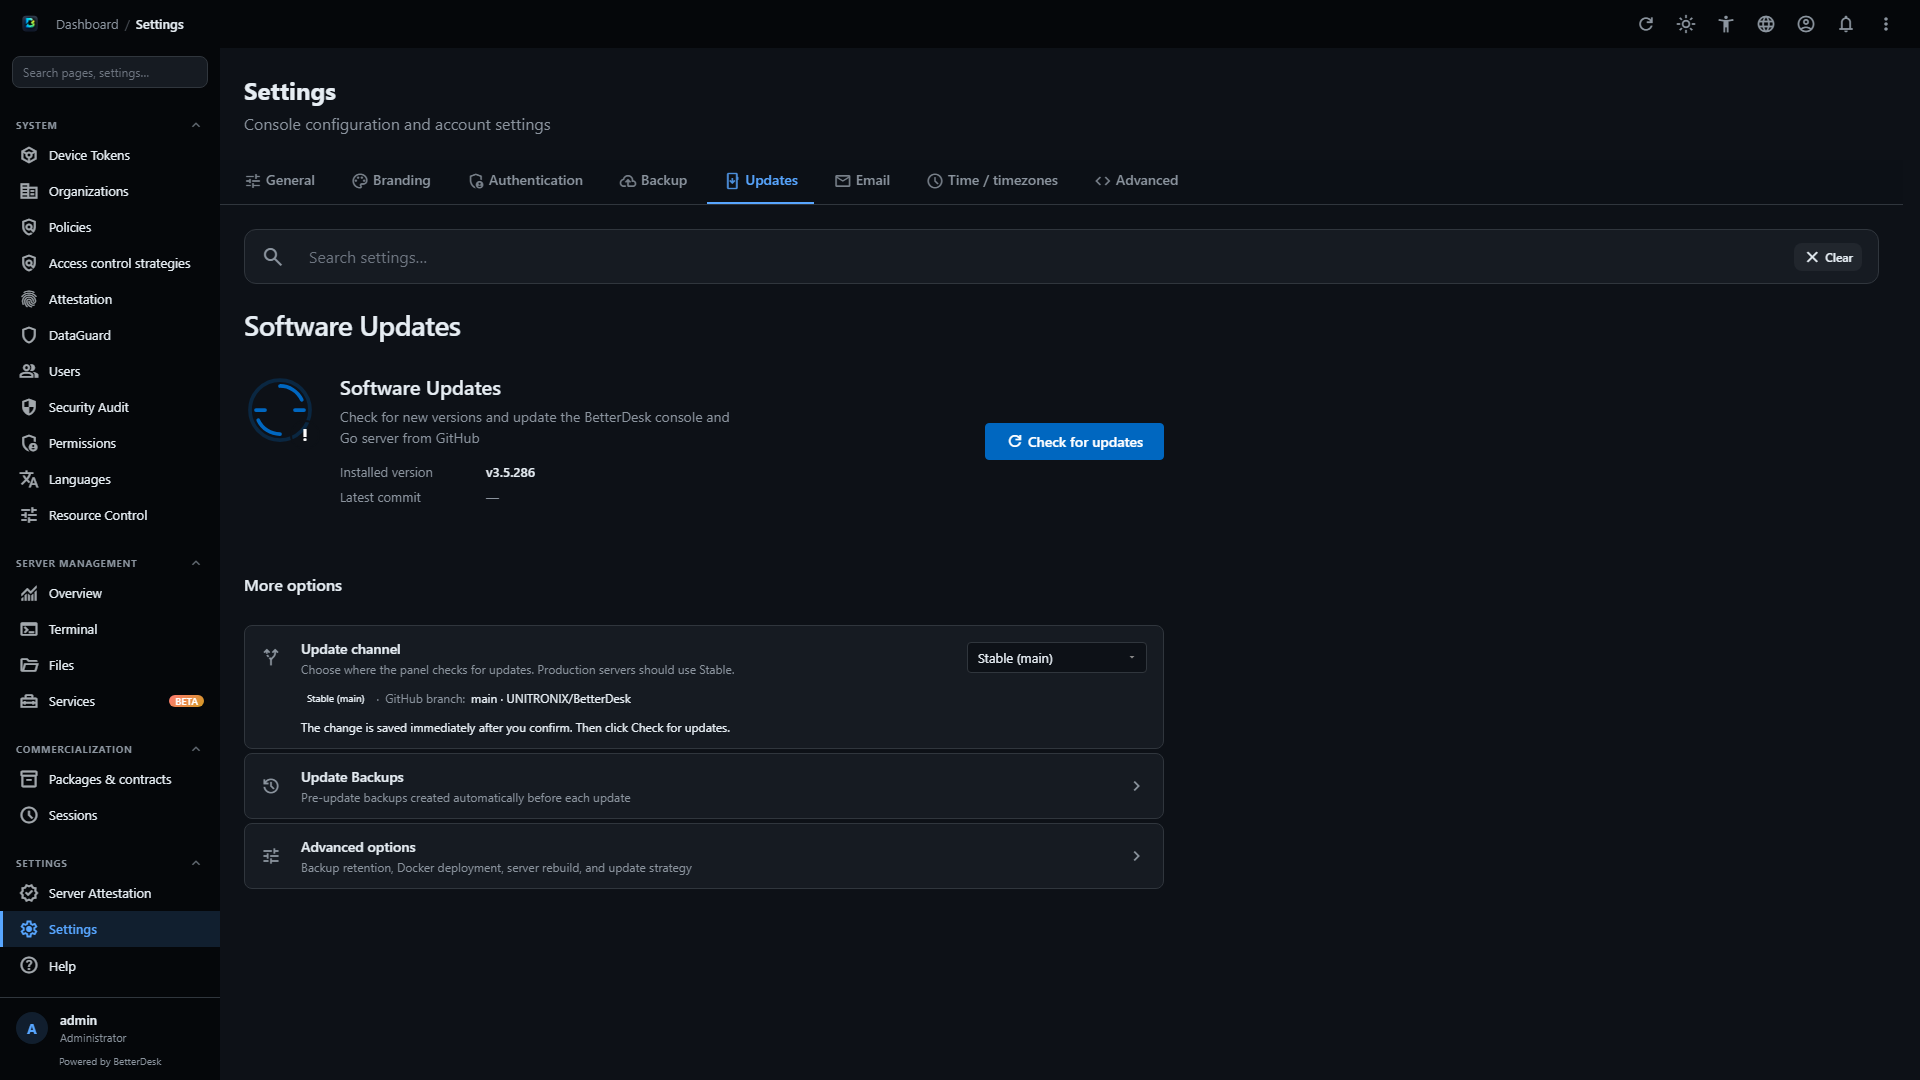 Dashboard / Settings
Search pages, settings...
SYSTEM
Device Tokens
Organizations
Policies
Access control strategies
Attestation
DataGuard
Users
Security Audit
Permissions
Languages
Resource Control
SERVER MANAGEMENT
Overview
Terminal
Files
Services BETA
COMMERCIALIZATION
Packages & contracts
Sessions
SETTINGS
Server Attestation
Settings
Help
A
admin
Administrator
Powered by BetterDesk
Settings
Console configuration and account settings
General Branding Authentication Backup Updates Email Time / timezones Advanced
Search settings... Clear
Software Updates
Software Updates
Check for new versions and update the BetterDesk console and
Go server from GitHub
Installed version v3.5.286
Latest commit —
Check for updates
More options
Update channel
Choose where the panel checks for updates. Production servers should use Stable.
Stable (main) · GitHub branch: main · UNITRONIX/BetterDesk
The change is saved immediately after you confirm. Then click Check for updates.
Stable (main)
Update Backups
Pre-update backups created automatically before each update
Advanced options
Backup retention, Docker deployment, server rebuild, and update strategy